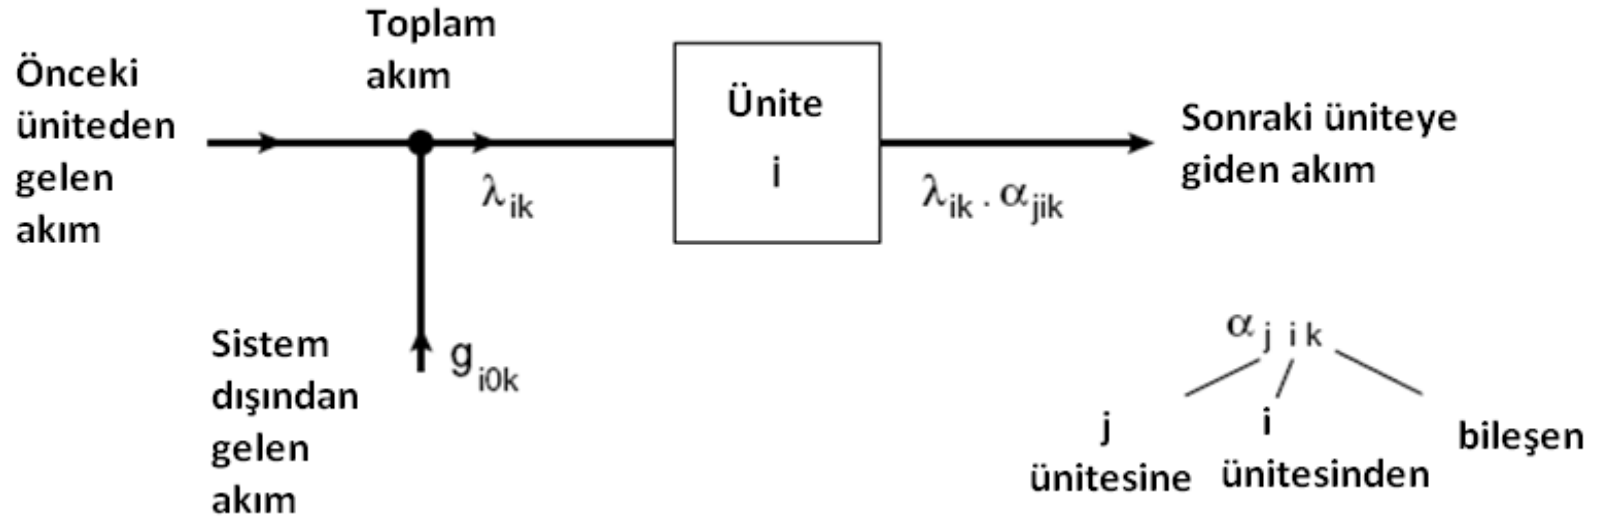 Toplam
akım
Önceki
üniteden
gelen
akım
λik
Ünite
i
λik . αjik
Sonraki üniteye
giden akım
Sistem
dışından
gelen
akım
gi0k
αj i k
j
ünitesine
i
ünitesinden
bileşen